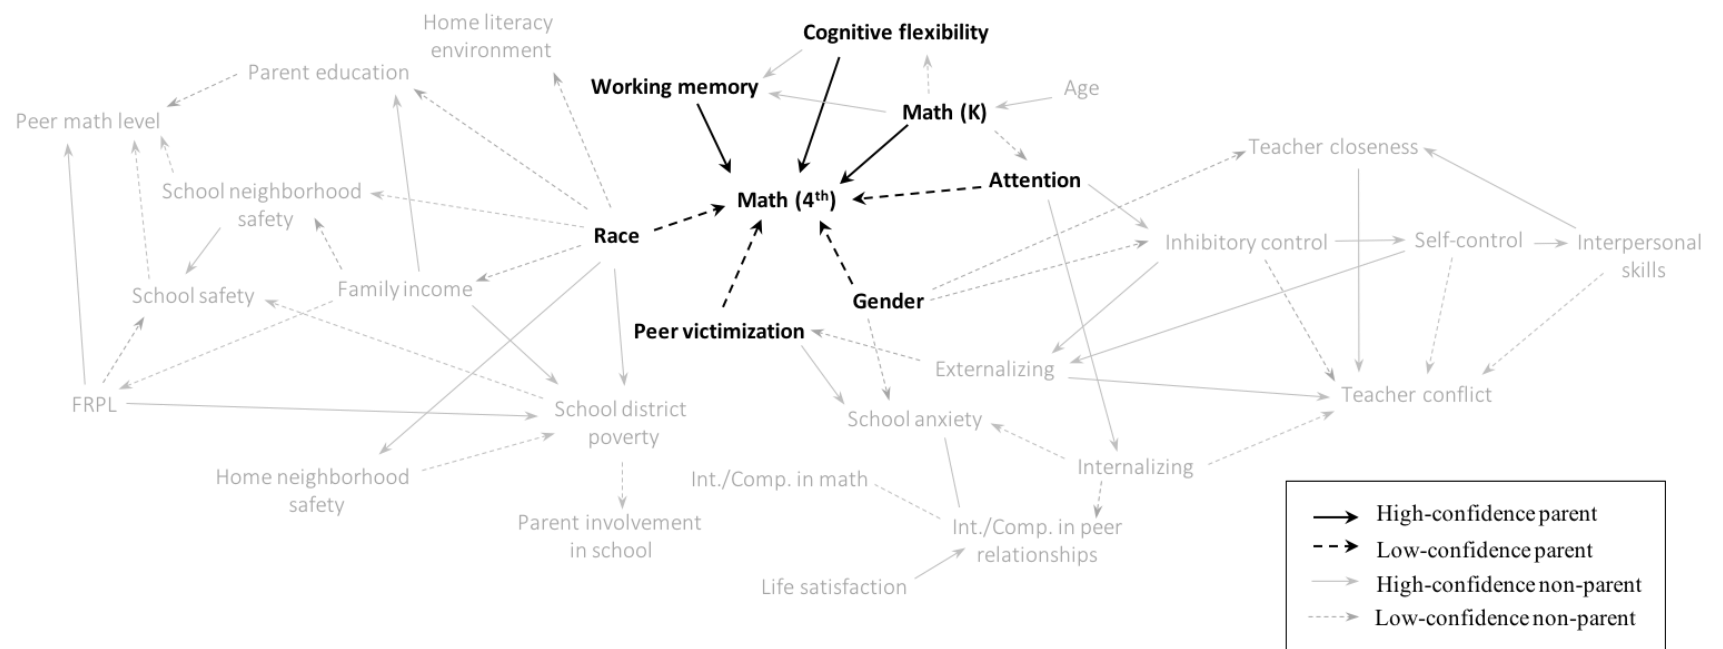 Home literacy
environment
Cognitive flexibility
Parent education
Working memory
Age
Math (K)
Peer math level
Teacher closeness
School neighborhood
safety
Attention
Math (4th)
Race
Inhibitory control
Self-control
Interpersonal
skills
School safety
Family income
Gender
Peer victimization
Externalizing
Teacher conflict
FRPL
School district
poverty
School anxiety
Home neighborhood
safety
Int./Comp. in math
Internalizing
Parent involvement
in school
Int./Comp. in peer
relationships
Life satisfaction
High-confidence parent
Low-confidence parent
High-confidence non-parent
Low-confidence non-parent